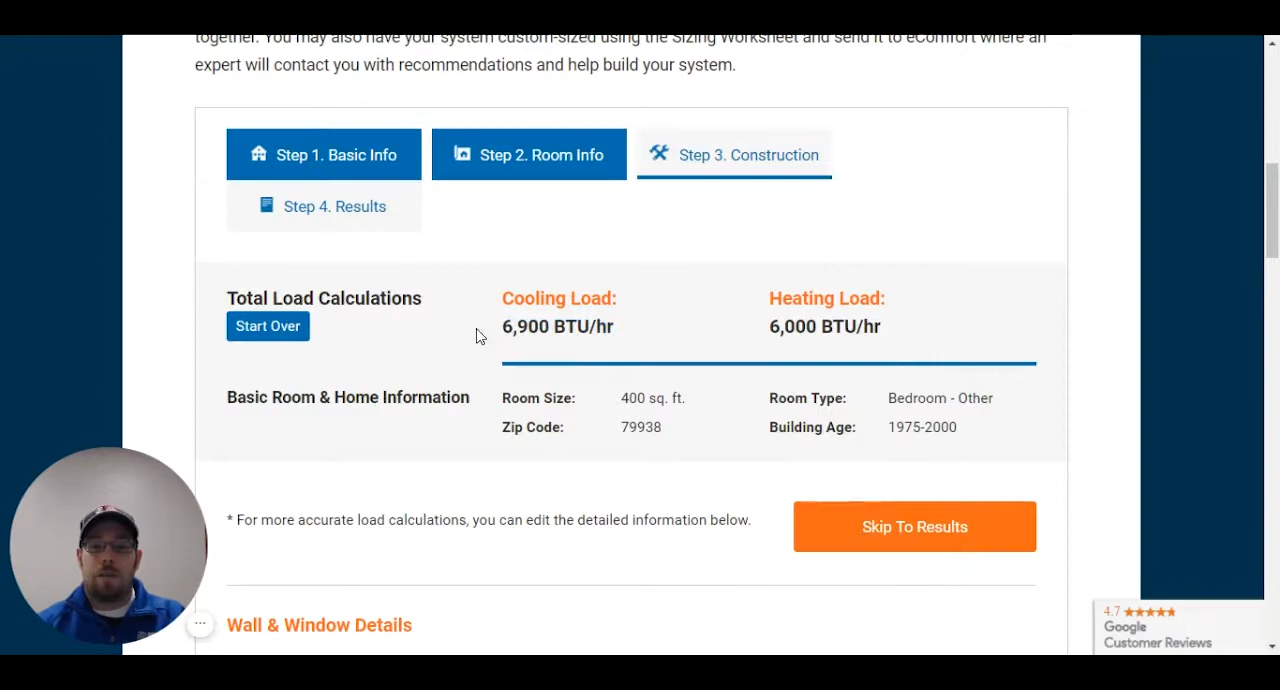 together. You may also have your system custom-sized using the Sizing Worksheet and send it to eComfort where an
expert will contact you with recommendations and help build your system.
Step 1. Basic Info
Step 2. Room Info
Step 3. Construction
Step 4. Results
Total Load Calculations
Start Over
Cooling Load:
6,900 BTU/hr
Heating Load:
6,000 BTU/hr
Basic Room & Home Information
Room Size: 400 sq. ft.
Room Type: Bedroom - Other
Zip Code: 79938
Building Age: 1975-2000
* For more accurate load calculations, you can edit the detailed information below.
Skip To Results
Wall & Window Details
4.7 ★★★★★
Google
Customer Reviews